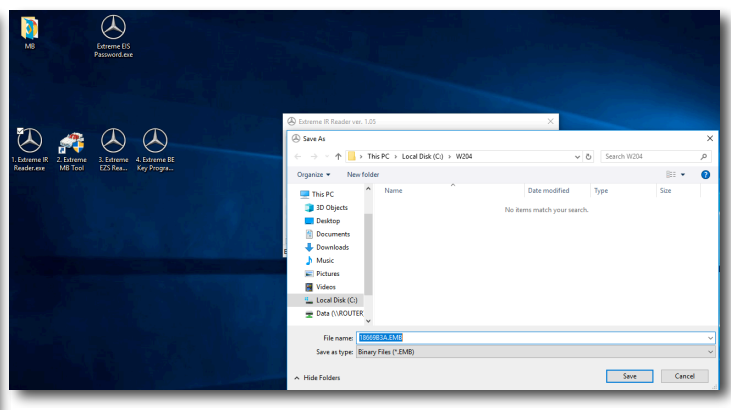 MB
Extreme EIS
Password.exe
1. Extreme IR
Reader.exe
2. Extreme
MB Tool
3. Extreme
EZS Rea...
4. Extreme BE
Key Progra...
Extreme IR Reader ver. 1.05
Save As
This PC > Local Disk (C:) > W204
Search W204
Organize
New folder
Name
Date modified
Type
Size
This PC
3D Objects
Desktop
Documents
Downloads
Music
Pictures
Videos
Local Disk (C:)
Data (\\ROUTER
No items match your search.
File name: 18669B3A.EMB
Save as type: Binary Files (*.EMB)
Hide Folders
Save
Cancel